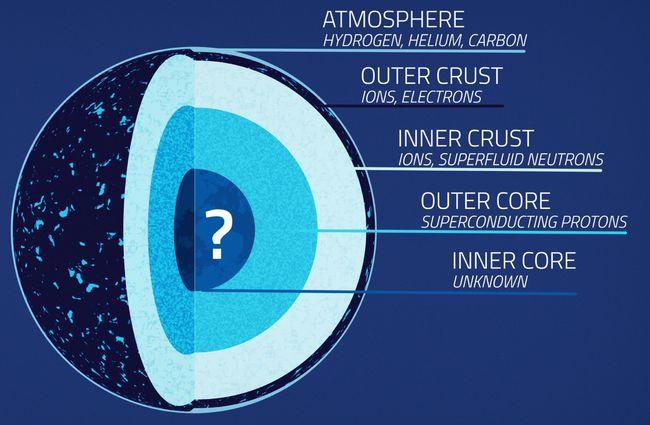 ATMOSPHERE
HYDROGEN, HELIUM, CARBON
OUTER CRUST
IONS, ELECTRONS
INNER CRUST
IONS, SUPERFLUID NEUTRONS
OUTER CORE
SUPERCONDUCTING PROTONS
?
INNER CORE
UNKNOWN